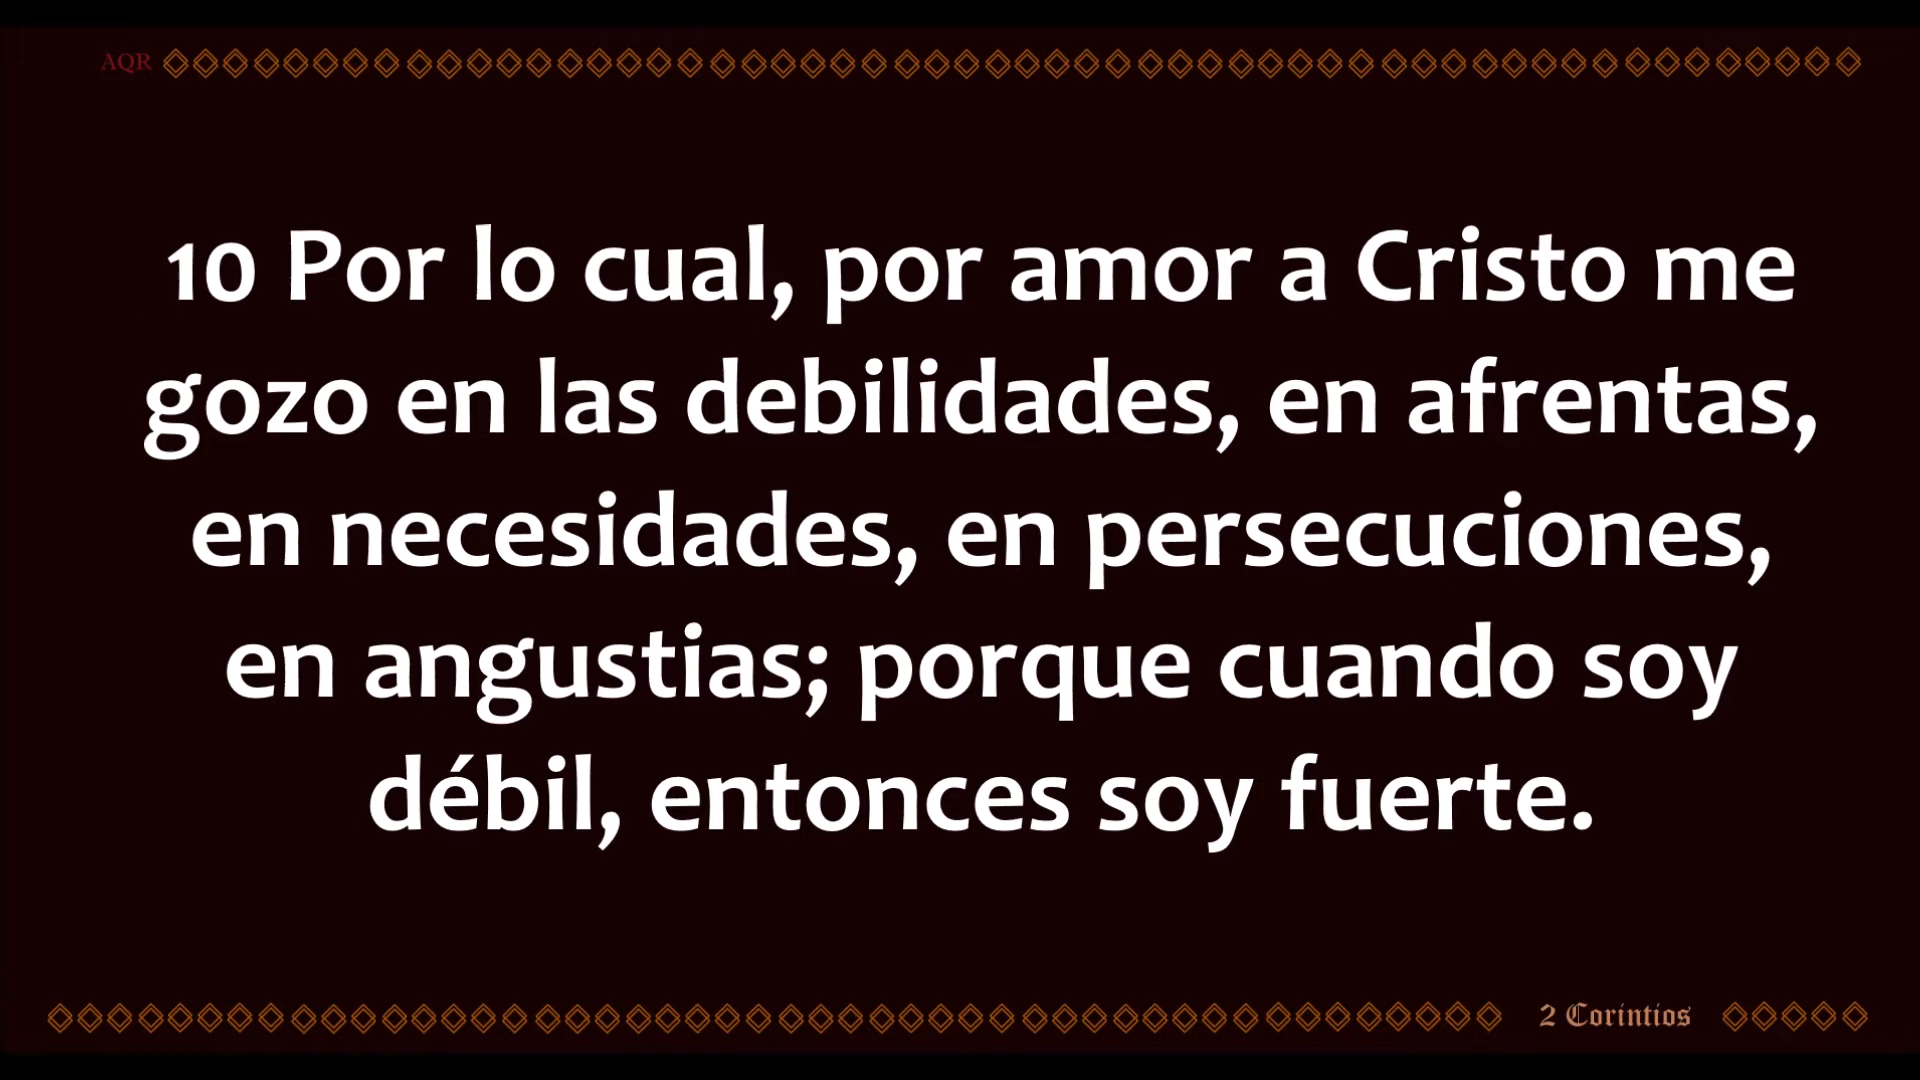 AQR
10 Por lo cual, por amor a Cristo me
gozo en las debilidades, en afrentas,
en necesidades, en persecuciones,
en angustias; porque cuando soy
débil, entonces soy fuerte.
2 Corintios